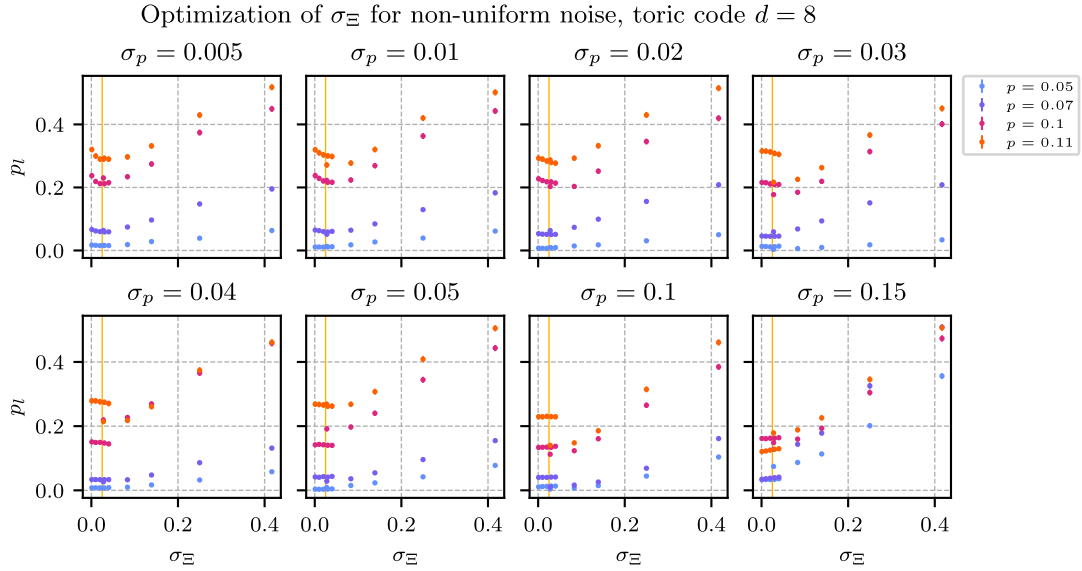 Optimization of σ_Ξ for non-uniform noise, toric code d = 8
σ_p = 0.005
σ_p = 0.01
σ_p = 0.02
σ_p = 0.03
p = 0.05
p = 0.07
p = 0.1
p = 0.11
0.4
0.2
0.0
p_l
σ_p = 0.04
σ_p = 0.05
σ_p = 0.1
σ_p = 0.15
0.4
0.2
0.0
p_l
0.0 0.2 0.4
0.0 0.2 0.4
0.0 0.2 0.4
0.0 0.2 0.4
σ_Ξ
σ_Ξ
σ_Ξ
σ_Ξ